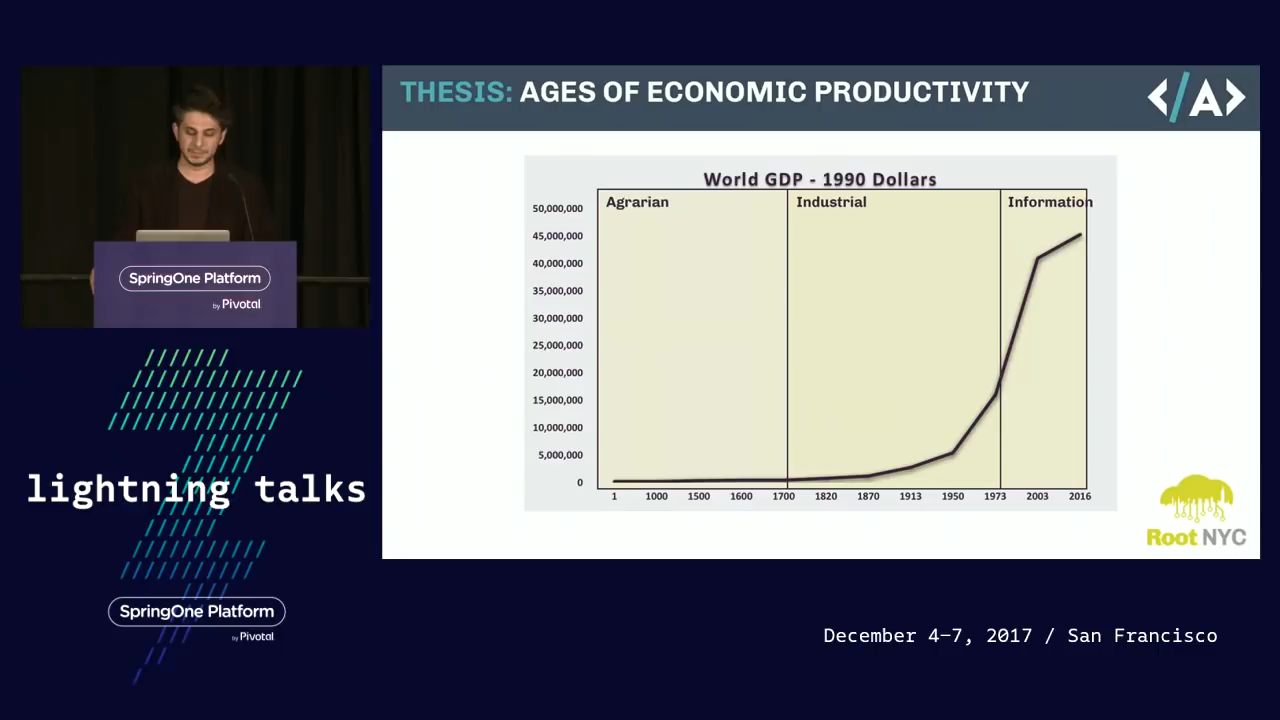 THESIS: AGES OF ECONOMIC PRODUCTIVITY
</A>
World GDP - 1990 Dollars
Agrarian
Industrial
Information
50,000,000
45,000,000
40,000,000
35,000,000
30,000,000
25,000,000
20,000,000
15,000,000
10,000,000
5,000,000
0
1 1000 1500 1600 1700 1820 1870 1913 1950 1973 2003 2016
Root NYC
SpringOne Platform
by Pivotal
lightning talks
SpringOne Platform
by Pivotal
December 4–7, 2017 / San Francisco